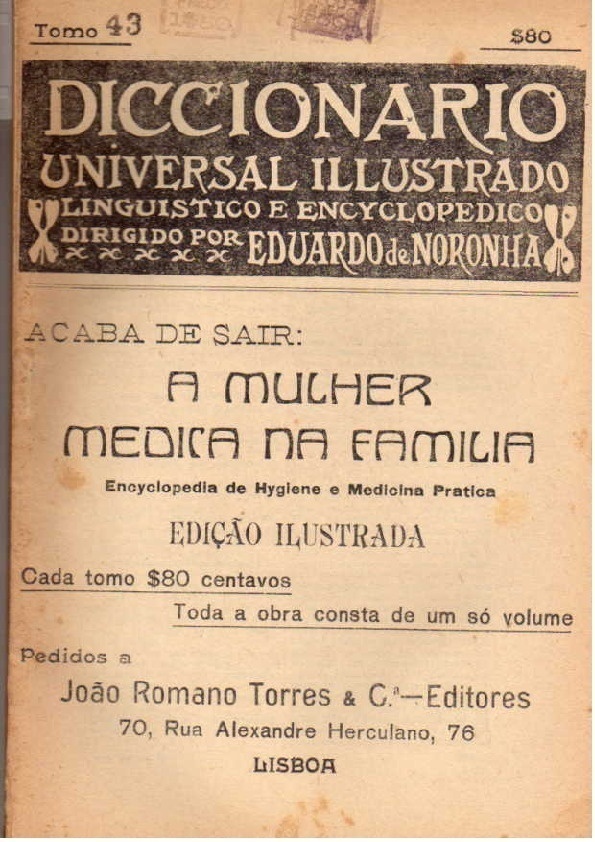 Tomo 43
$80
DICCIONARIO
UNIVERSAL ILLUSTRADO
LINGUISTICO E ENCYCLOPEDICO
DIRIGIDO POR EDUARDO de NORONHA
ACABA DE SAIR:
A MULHER
MEDICA NA FAMILIA
Encyclopedia de Hygiene e Medicina Pratica
EDIÇÃO ILUSTRADA
Cada tomo $80 centavos
Toda a obra consta de um só volume
Pedidos a
João Romano Torres & C.ª—Editores
70, Rua Alexandre Herculano, 76
LISBOA